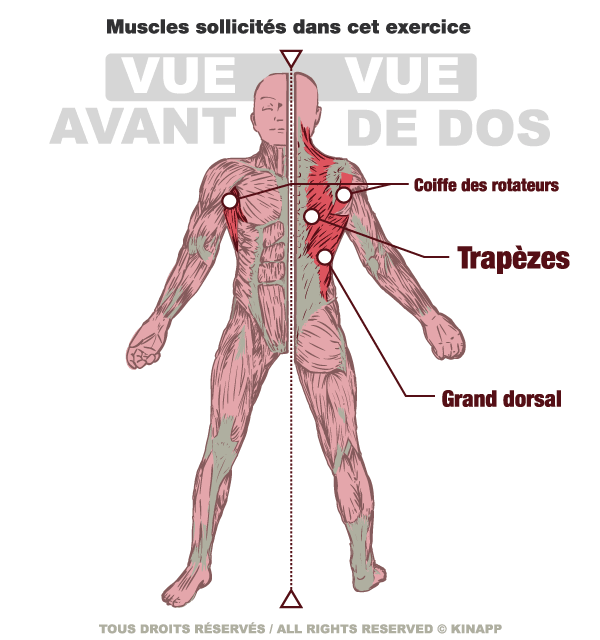 Muscles sollicités dans cet exercice
VUE VUE
AVANT DE DOS
Coiffe des rotateurs
Trapèzes
Grand dorsal
TOUS DROITS RÉSERVÉS / ALL RIGHTS RESERVED © KINAPP